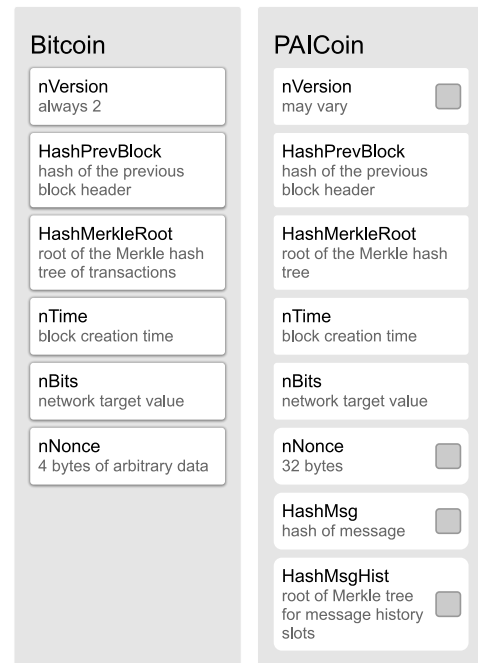 Bitcoin
nVersion
always 2
HashPrevBlock
hash of the previous
block header
HashMerkleRoot
root of the Merkle hash
tree of transactions
nTime
block creation time
nBits
network target value
nNonce
4 bytes of arbitrary data
PAICoin
nVersion
may vary
HashPrevBlock
hash of the previous
block header
HashMerkleRoot
root of the Merkle hash
tree
nTime
block creation time
nBits
network target value
nNonce
32 bytes
HashMsg
hash of message
HashMsgHist
root of Merkle tree
for message history
slots